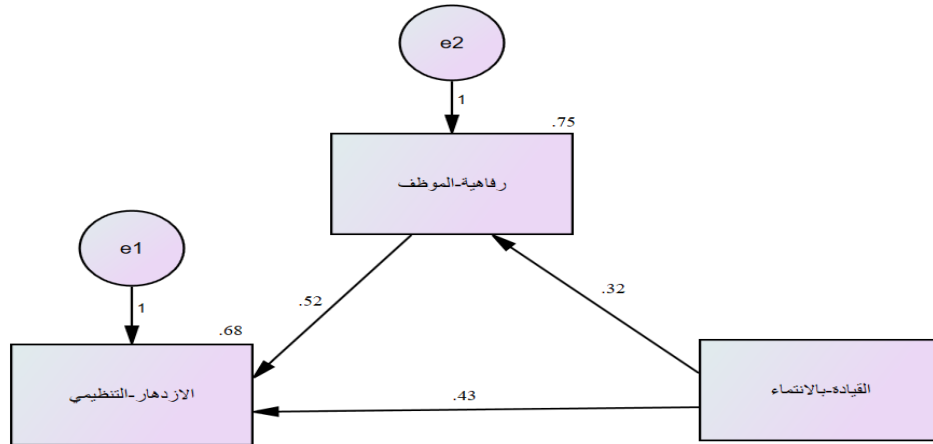 e2
1
.75
رفاهية-الموظف
e1
1
.52
.32
.68
الازدهار-التنظيمي
.43
القيادة-بالانتماء